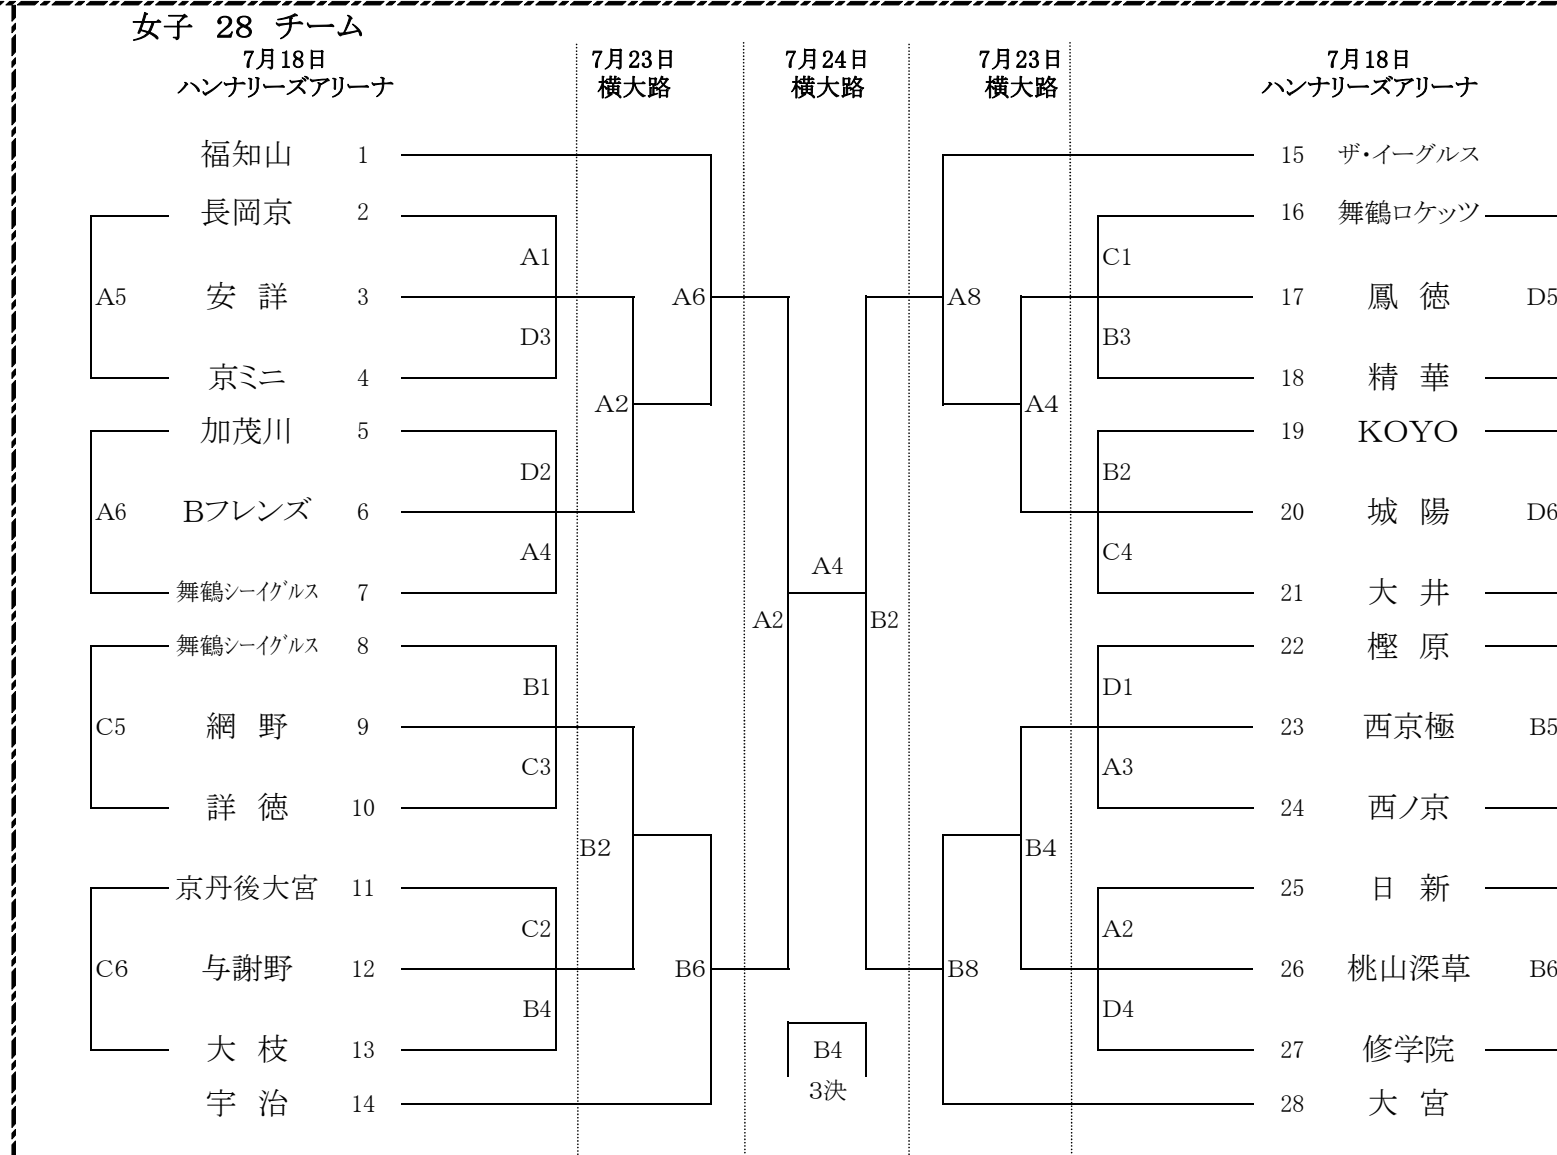 女子 28 チーム
7月18日 7月23日 7月24日 7月23日 7月18日
ハンナリーズアリーナ 横大路 横大路 横大路 ハンナリーズアリーナ
福知山 1 15 ザ・イーグルス
長岡京 2 16 舞鶴ロケッツ
A1 C1
A5 安 詳 3 A6 A8 17 鳳 徳 D5
D3 B3
京ミニ 4 18 精 華
A2 A4
加茂川 5 19 KOYO
D2 B2
A6 Bフレンズ 6 20 城 陽 D6
A4 C4
A4
舞鶴シーイグルス 7 21 大 井
A2 B2
舞鶴シーイグルス 8 22 樫 原
B1 D1
C5 網 野 9 23 西京極 B5
C3 A3
詳 徳 10 24 西ノ京
B2 B4
京丹後大宮 11 25 日 新
C2 A2
C6 与謝野 12 B6 B8 26 桃山深草 B6
B4 D4
大 枝 13 B4 27 修学院
3決
宇 治 14 28 大 宮